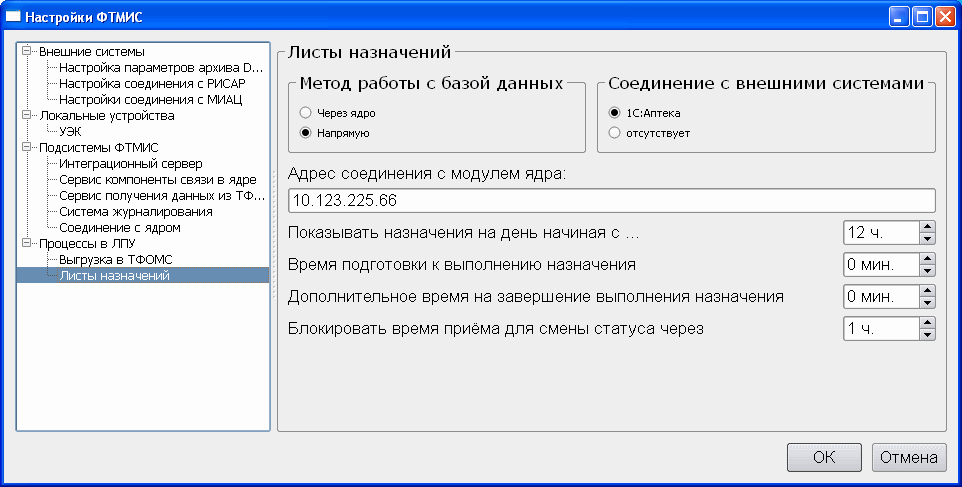 Настройки ФТМИС
Внешние системы
Настройка параметров архива D...
Настройка соединения с РИСАР
Настройки соединения с МИАЦ
Локальные устройства
УЭК
Подсистемы ФТМИС
Интеграционный сервер
Сервис компоненты связи в ядре
Сервис получения данных из ТФ...
Система журналирования
Соединение с ядром
Процессы в ЛПУ
Выгрузка в ТФОМС
Листы назначений
Листы назначений
Метод работы с базой данных
Через ядро
Напрямую
Соединение с внешними системами
1С:Аптека
отсутствует
Адрес соединения с модулем ядра:
10.123.225.66
Показывать назначения на день начиная с ... 12 ч.
Время подготовки к выполнению назначения 0 мин.
Дополнительное время на завершение выполнения назначения 0 мин.
Блокировать время приёма для смены статуса через 1 ч.
ОК Отмена